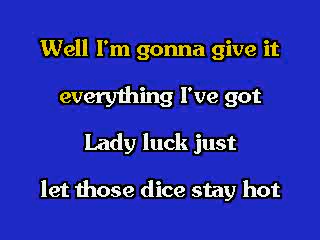 Well I'm gonna give it
everything I've got
Lady luck just
let those dice stay hot